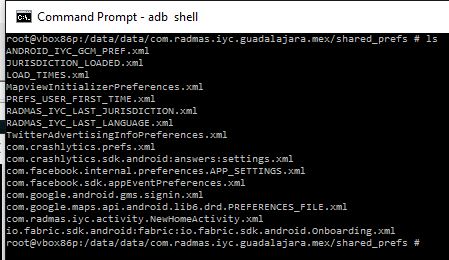 Command Prompt - adb shell
root@vbox86p:/data/data/com.radmas.iyc.guadalajara.mex/shared_prefs # ls
ANDROID_IYC_GCM_PREF.xml
JURISDICTION_LOADED.xml
LOAD_TIMES.xml
MapviewInitializerPreferences.xml
PREFS_USER_FIRST_TIME.xml
RADMAS_IYC_LAST_JURISDICTION.xml
RADMAS_IYC_LAST_LANGUAGE.xml
TwitterAdvertisingInfoPreferences.xml
com.crashlytics.prefs.xml
com.crashlytics.sdk.android:answers:settings.xml
com.facebook.internal.preferences.APP_SETTINGS.xml
com.facebook.sdk.appEventPreferences.xml
com.google.android.gms.signin.xml
com.google.maps.api.android.lib6.drd.PREFERENCES_FILE.xml
com.radmas.iyc.activity.NewHomeActivity.xml
io.fabric.sdk.android:fabric:io.fabric.sdk.android.Onboarding.xml
root@vbox86p:/data/data/com.radmas.iyc.guadalajara.mex/shared_prefs #